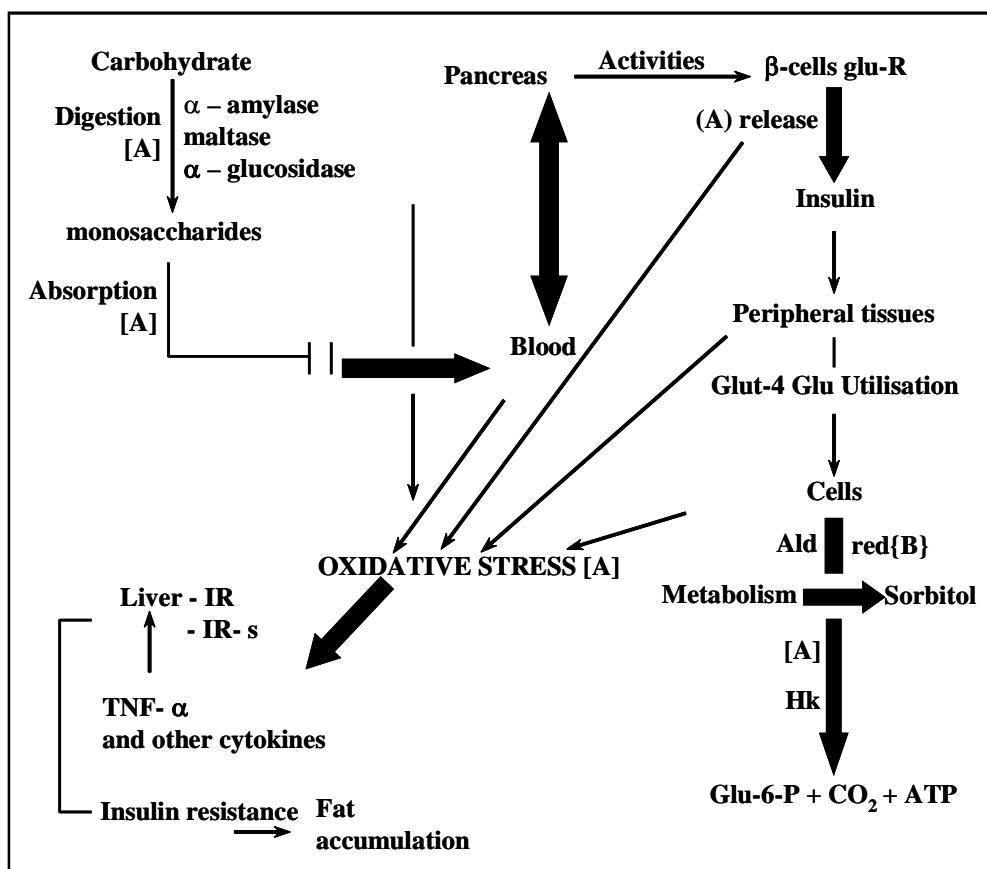 Carbohydrate
Digestion
[A]
α – amylase
maltase
α – glucosidase
monosaccharides
Absorption
[A]
Pancreas
Activities
β-cells glu-R
(A) release
Insulin
Peripheral tissues
Glut-4 Glu Utilisation
Blood
Cells
Ald red{B}
Metabolism
Sorbitol
[A]
Hk
Glu-6-P + CO₂ + ATP
OXIDATIVE STRESS [A]
Liver - IR
- IR- s
TNF- α
and other cytokines
Insulin resistance
Fat
accumulation